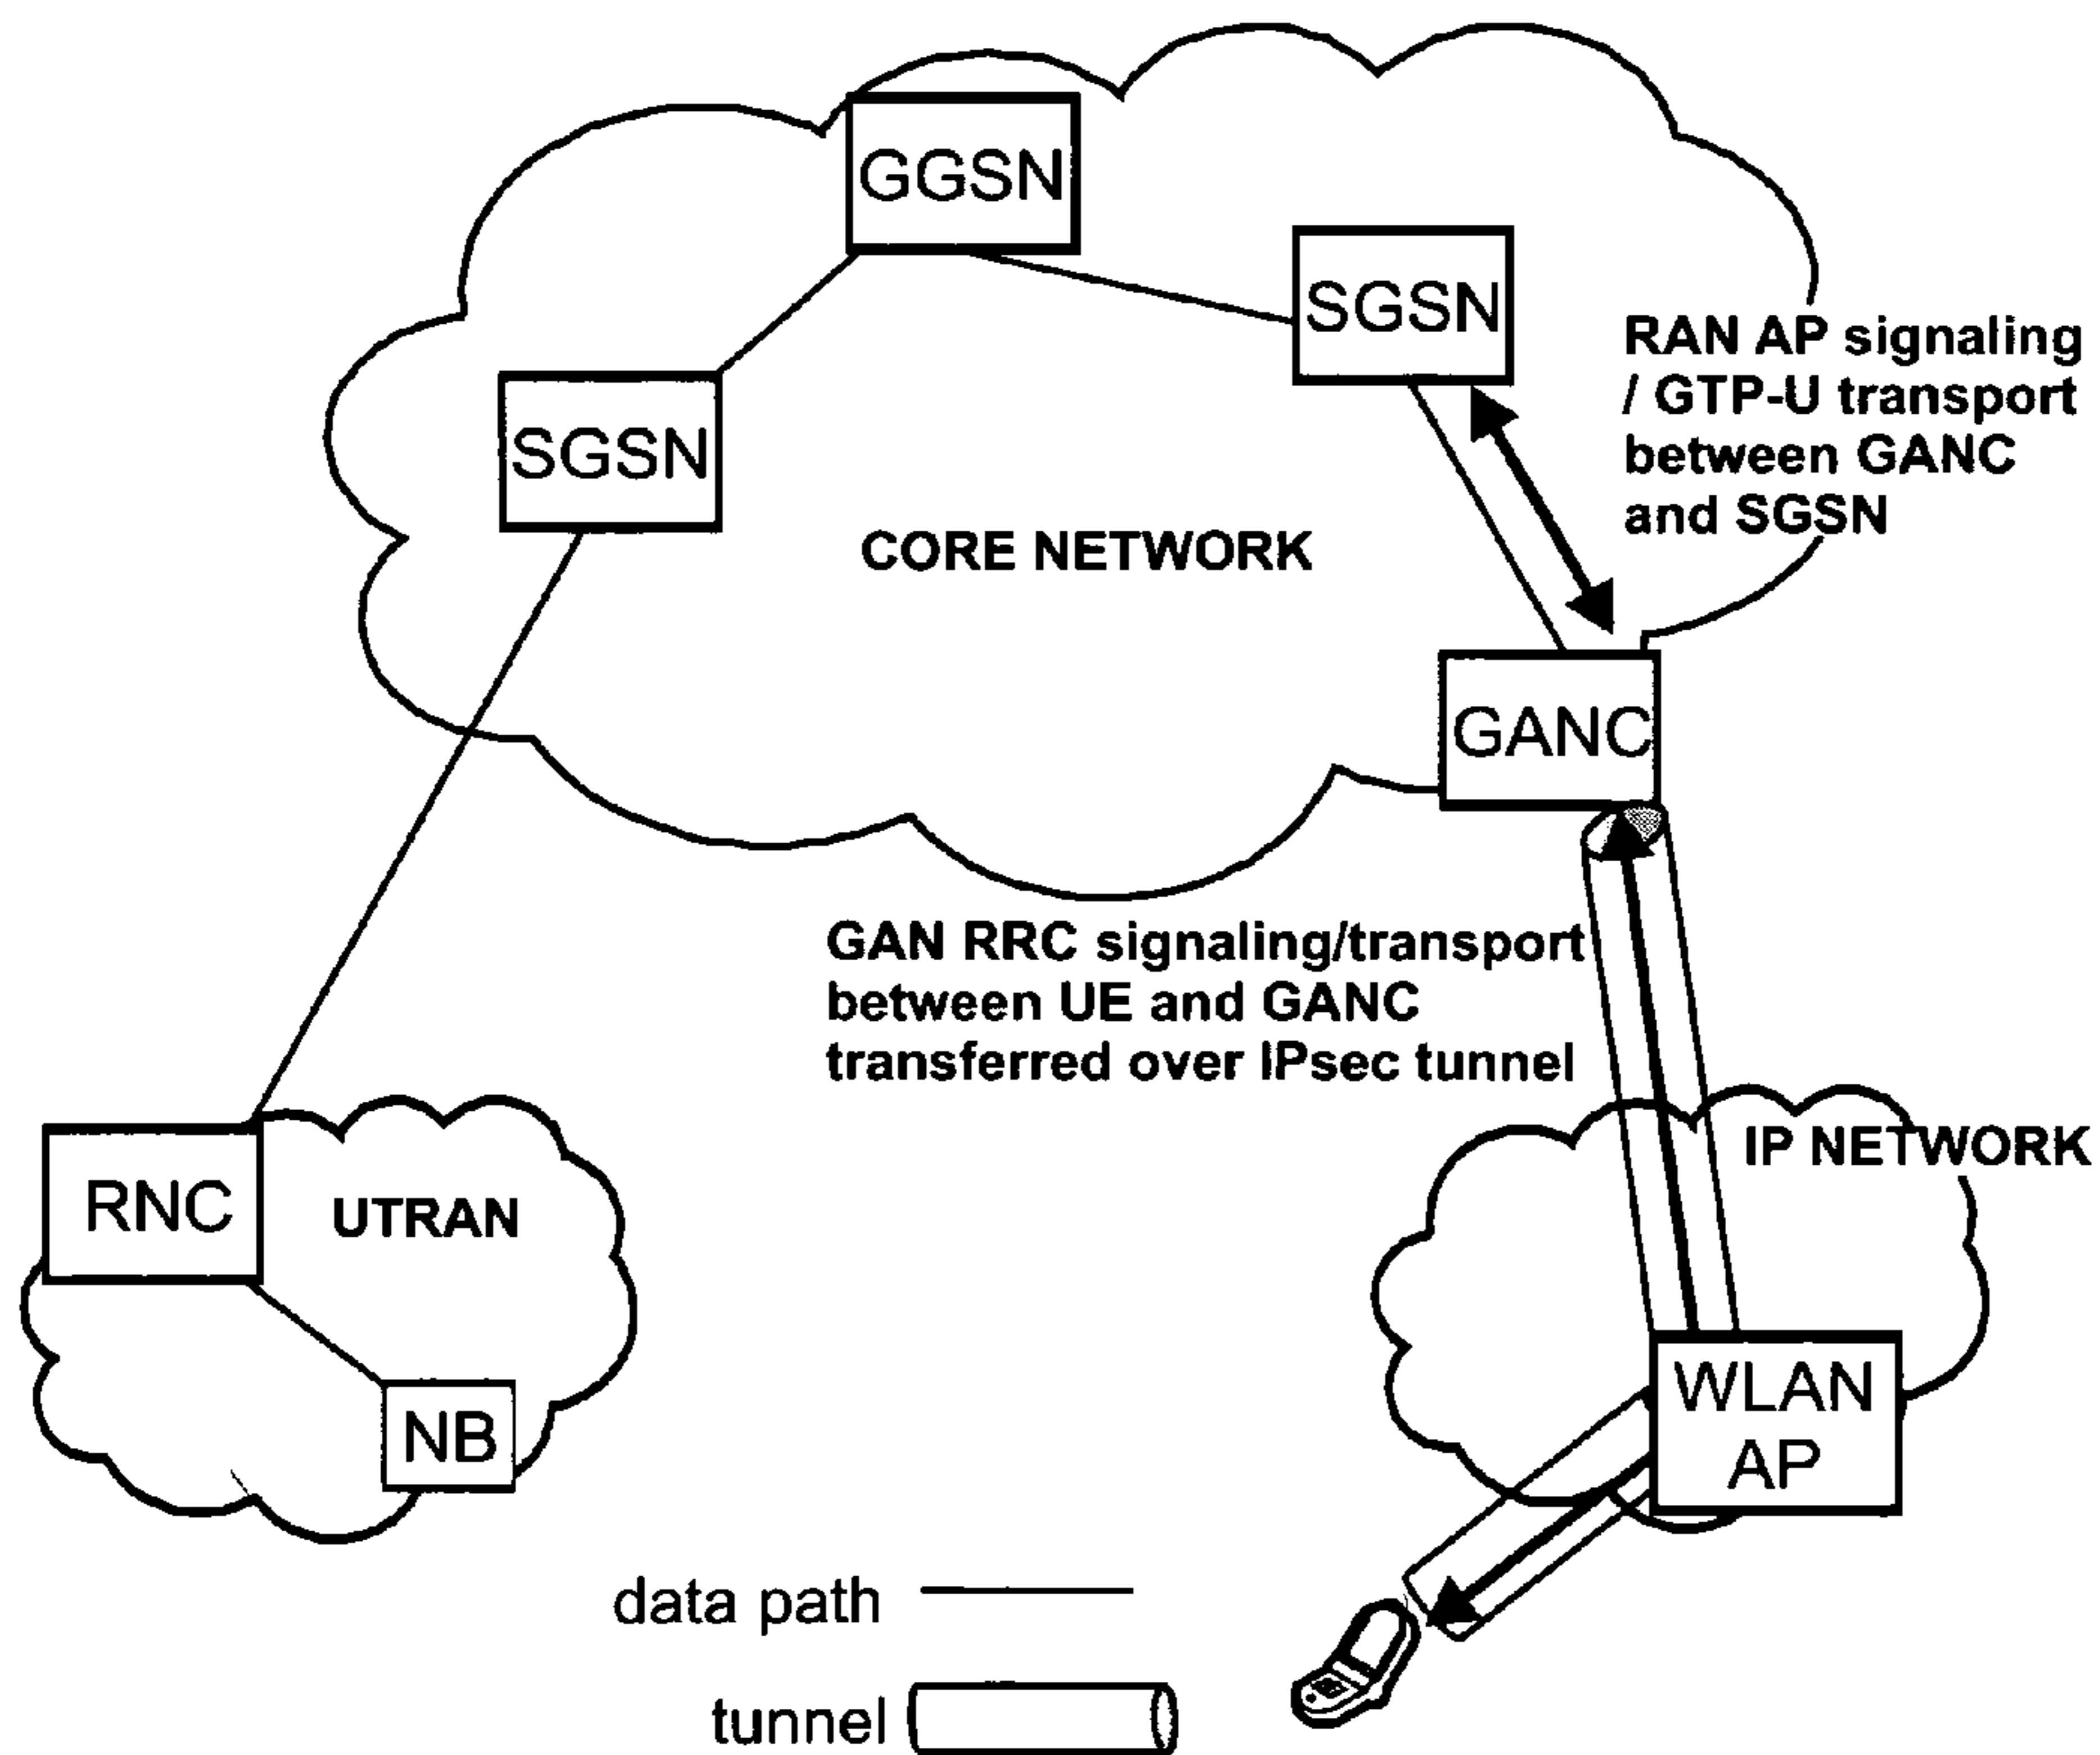 GGSN
SGSN
RAN AP signaling
/ GTP-U transport
between GANC
and SGSN
SGSN
CORE NETWORK
GANC
GAN RRC signaling/transport
between UE and GANC
transferred over IPsec tunnel
IP NETWORK
RNC
UTRAN
WLAN
AP
NB
data path
tunnel